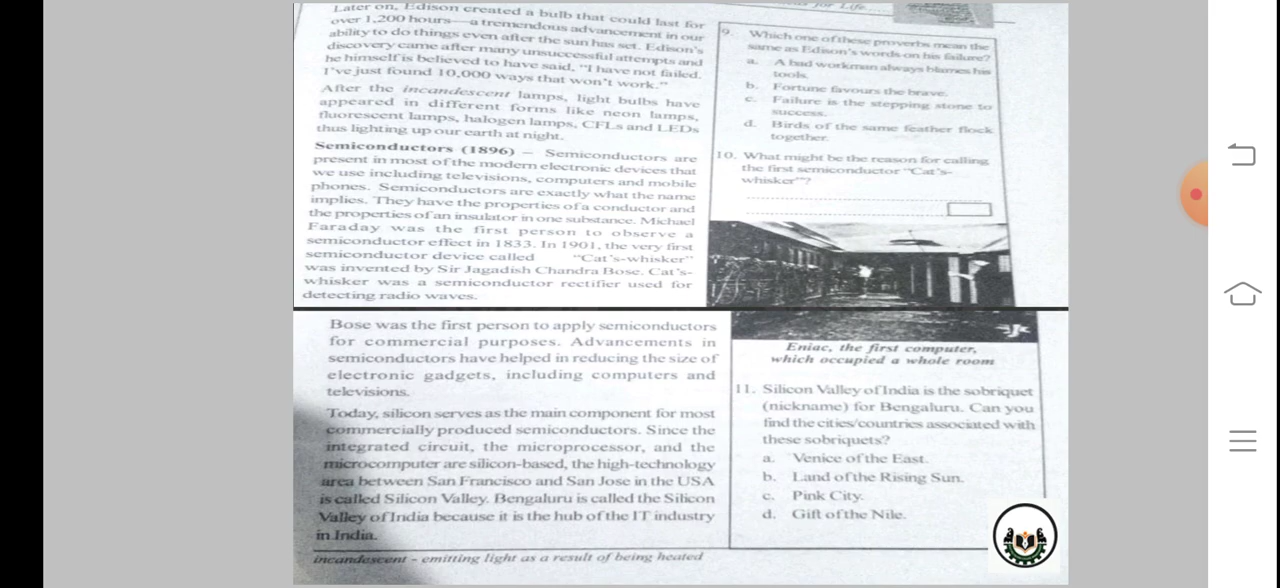 Later on, Edison created a bulb that could last for
over 1,200 hours—a tremendous advancement in our
ability to do things even after the sun has set. Edison's
discovery came after many unsuccessful attempts and
he himself is believed to have said, "I have not failed.
I've just found 10,000 ways that won't work."
After the incandescent lamps, light bulbs have
appeared in different forms like neon lamps,
fluorescent lamps, halogen lamps, CFLs and LEDs
thus lighting up our earth at night.
Semiconductors (1896) – Semiconductors are
present in most of the modern electronic devices that
we use including televisions, computers and mobile
phones. Semiconductors are exactly what the name
implies. They have the properties of a conductor and
the properties of an insulator in one substance. Michael
Faraday was the first person to observe a
semiconductor effect in 1833. In 1901, the very first
semiconductor device called "Cat's-whisker"
was invented by Sir Jagadish Chandra Bose. Cat's-
whisker was a semiconductor rectifier used for
detecting radio waves.
Bose was the first person to apply semiconductors
for commercial purposes. Advancements in
semiconductors have helped in reducing the size of
electronic gadgets, including computers and
televisions.
Today, silicon serves as the main component for most
commercially produced semiconductors. Since the
integrated circuit, the microprocessor, and the
microcomputer are silicon-based, the high-technology
area between San Francisco and San Jose in the USA
is called Silicon Valley. Bengaluru is called the Silicon
Valley of India because it is the hub of the IT industry
in India.
incandescent - emitting light as a result of being heated
for Life
9. Which one of these proverbs mean the
same as Edison's words on his failure?
a. A bad workman always blames his
tools.
b. Fortune favours the brave.
c. Failure is the stepping stone to
success.
d. Birds of the same feather flock
together.
10. What might be the reason for calling
the first semiconductor "Cat's-
whisker"?
Eniac, the first computer,
which occupied a whole room
11. Silicon Valley of India is the sobriquet
(nickname) for Bengaluru. Can you
find the cities/countries associated with
these sobriquets?
a. Venice of the East.
b. Land of the Rising Sun.
c. Pink City.
d. Gift of the Nile.